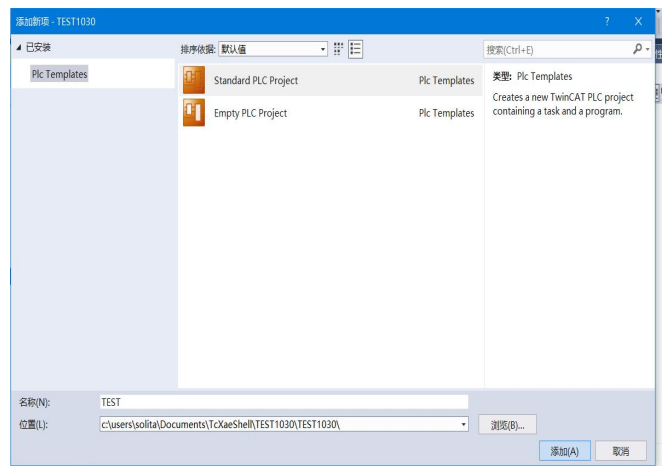 添加新项 - TEST1030
? X
已安装
排序依据: 默认值
搜索(Ctrl+E)
Plc Templates
Standard PLC Project Plc Templates
Empty PLC Project Plc Templates
类型: Plc Templates
Creates a new TwinCAT PLC project
containing a task and a program.
名称(N): TEST
位置(L): c:\users\solita\Documents\TcXaeShell\TEST1030\TEST1030\
浏览(B)...
添加(A) 取消